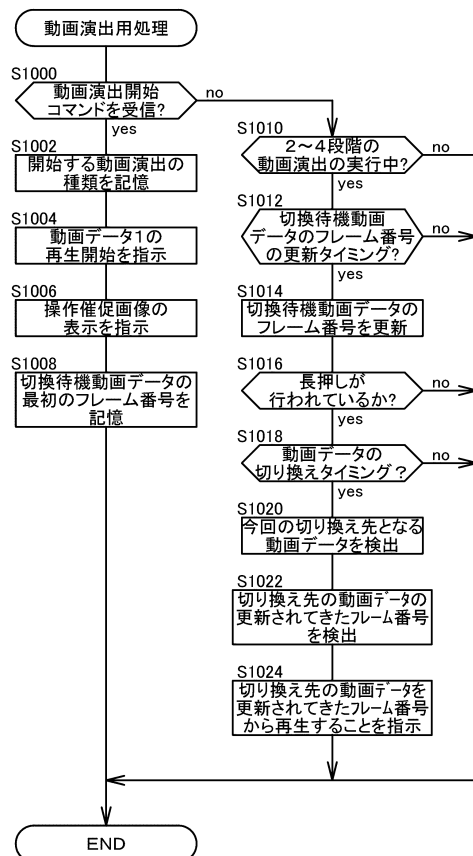 動画演出用処理
S1000
動画演出開始
コマンドを受信?
no
yes
S1002
開始する動画演出の
種類を記憶
S1004
動画データ1の
再生開始を指示
S1006
操作催促画像の
表示を指示
S1008
切換待機動画データの
最初のフレーム番号を
記憶
S1010
2～4段階の
動画演出の実行中?
no
yes
S1012
切換待機動画
データのフレーム番号
の更新タイミング?
no
yes
S1014
切換待機動画データの
フレーム番号を更新
S1016
長押しが
行われているか?
no
yes
S1018
動画データの
切り換えタイミング?
no
yes
S1020
今回の切り換え先となる
動画データを検出
S1022
切り換え先の動画データの
更新されてきたフレーム番号
を検出
S1024
切り換え先の動画データを
更新されてきたフレーム番号
から再生することを指示
END